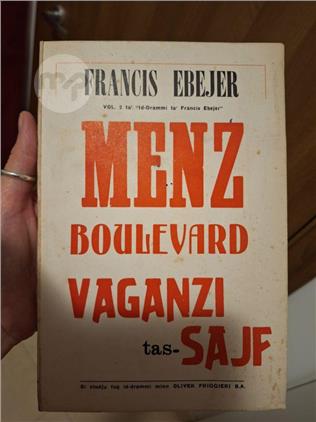 FRANCIS EBEJER
VOL. 2 ta' "Id-Drammi ta' Francis Ebejer"
MENZ
BOULEVARD
VAGANZI
tas-SAJF
Bi studju fuq id-drammi minn OLIVER FRIGGIERI B.A.